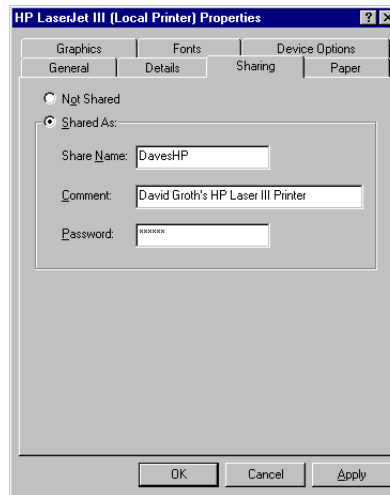 HP LaserJet III (Local Printer) Properties
Graphics Fonts Device Options
General Details Sharing Paper
Not Shared
Shared As:
Share Name: DavesHP
Comment: David Groth's HP Laser III Printer
Password: xxxxxx
OK Cancel Apply